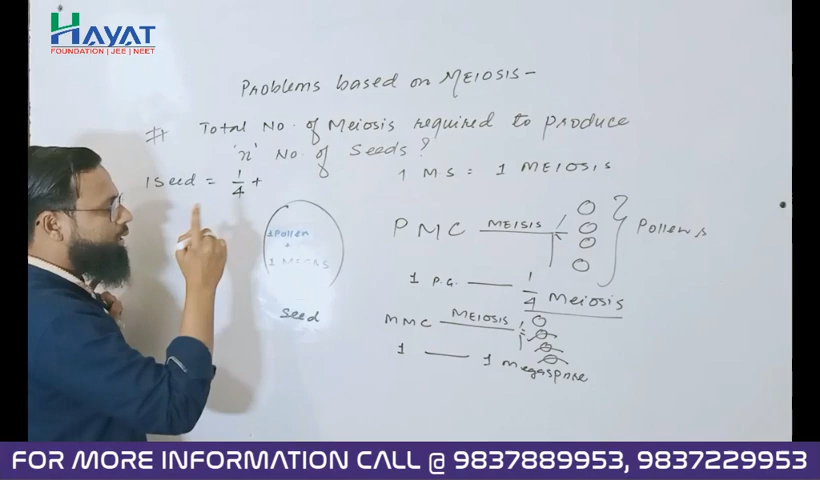 HAYAT
FOUNDATION | JEE | NEET
Problems based on MEIOSIS-
# Total No. of Meiosis required to produce
'n' No. of Seeds?
1 Seed = 1/4 +
1 M.S = 1 MEIOSIS
1 Pollen
+
seed
PMC MEISIS
Pollens
1 P.G. 1/4 Meiosis
MMC MEIOSIS
1 1 Megaspore
FOR MORE INFORMATION CALL @ 9837889953, 9837229953